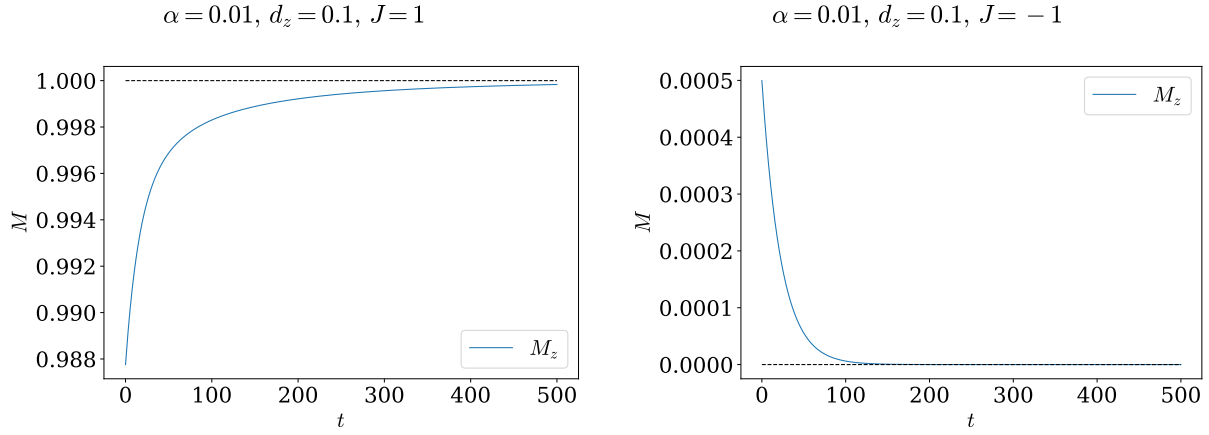 α = 0.01, d_z = 0.1, J = 1
1.000
0.998
0.996
0.994
0.992
0.990
0.988
M
M_z
0 100 200 300 400 500
t
α = 0.01, d_z = 0.1, J = −1
0.0005
0.0004
0.0003
0.0002
0.0001
0.0000
M
M_z
0 100 200 300 400 500
t